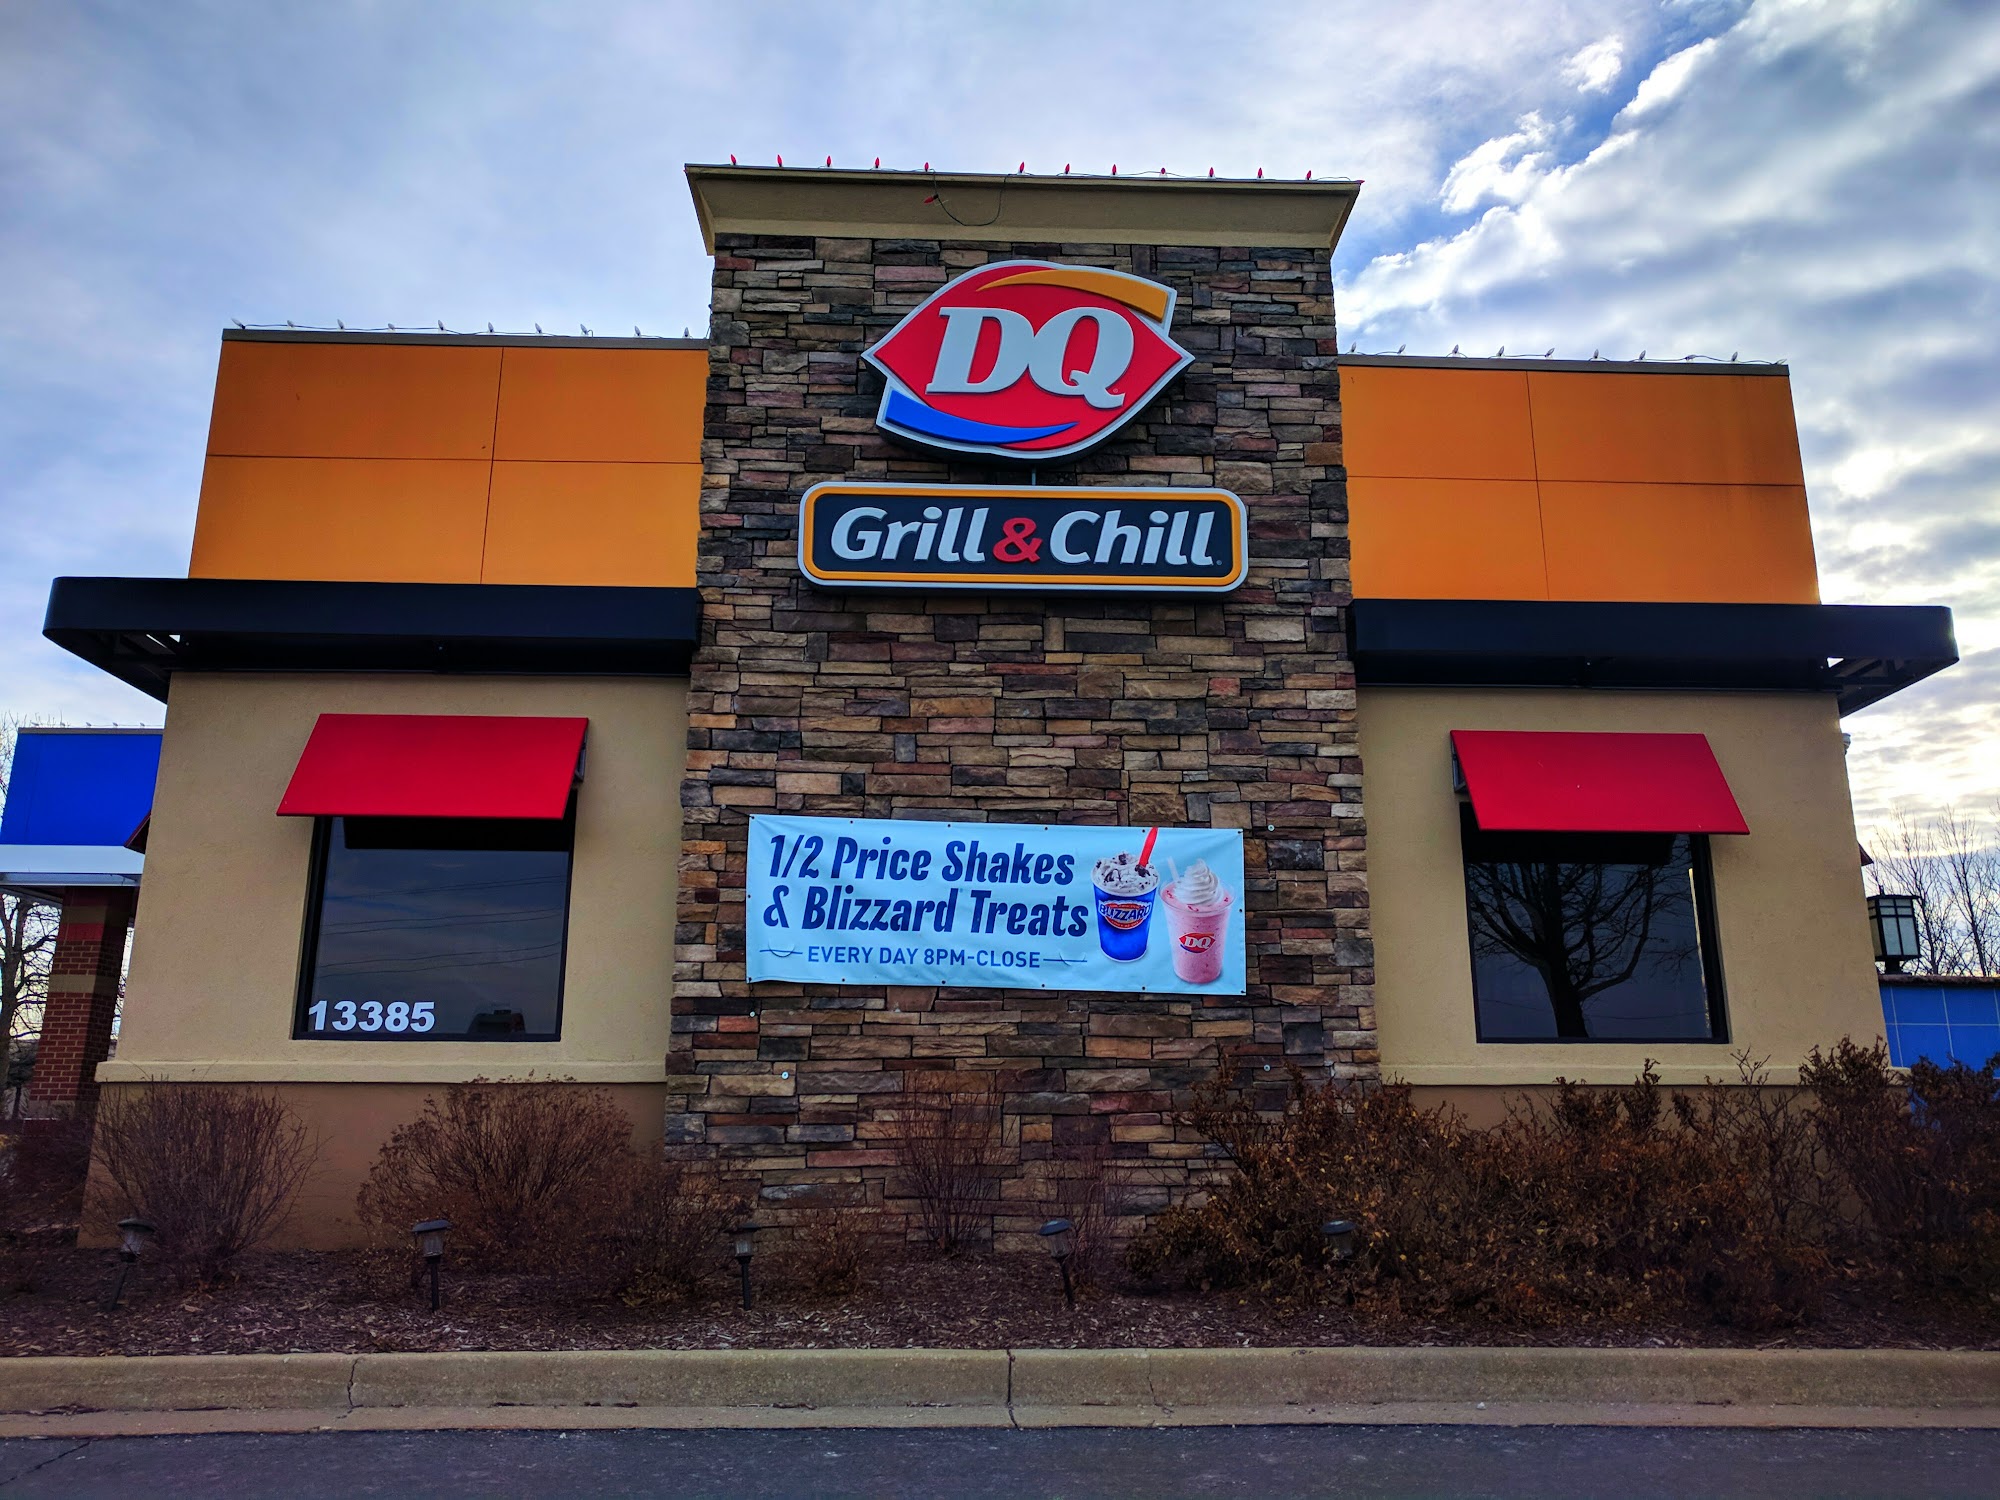 DQ
Grill & Chill
1/2 Price Shakes
& Blizzard Treats
EVERY DAY 8PM-CLOSE
BLIZZARD
DQ
13385